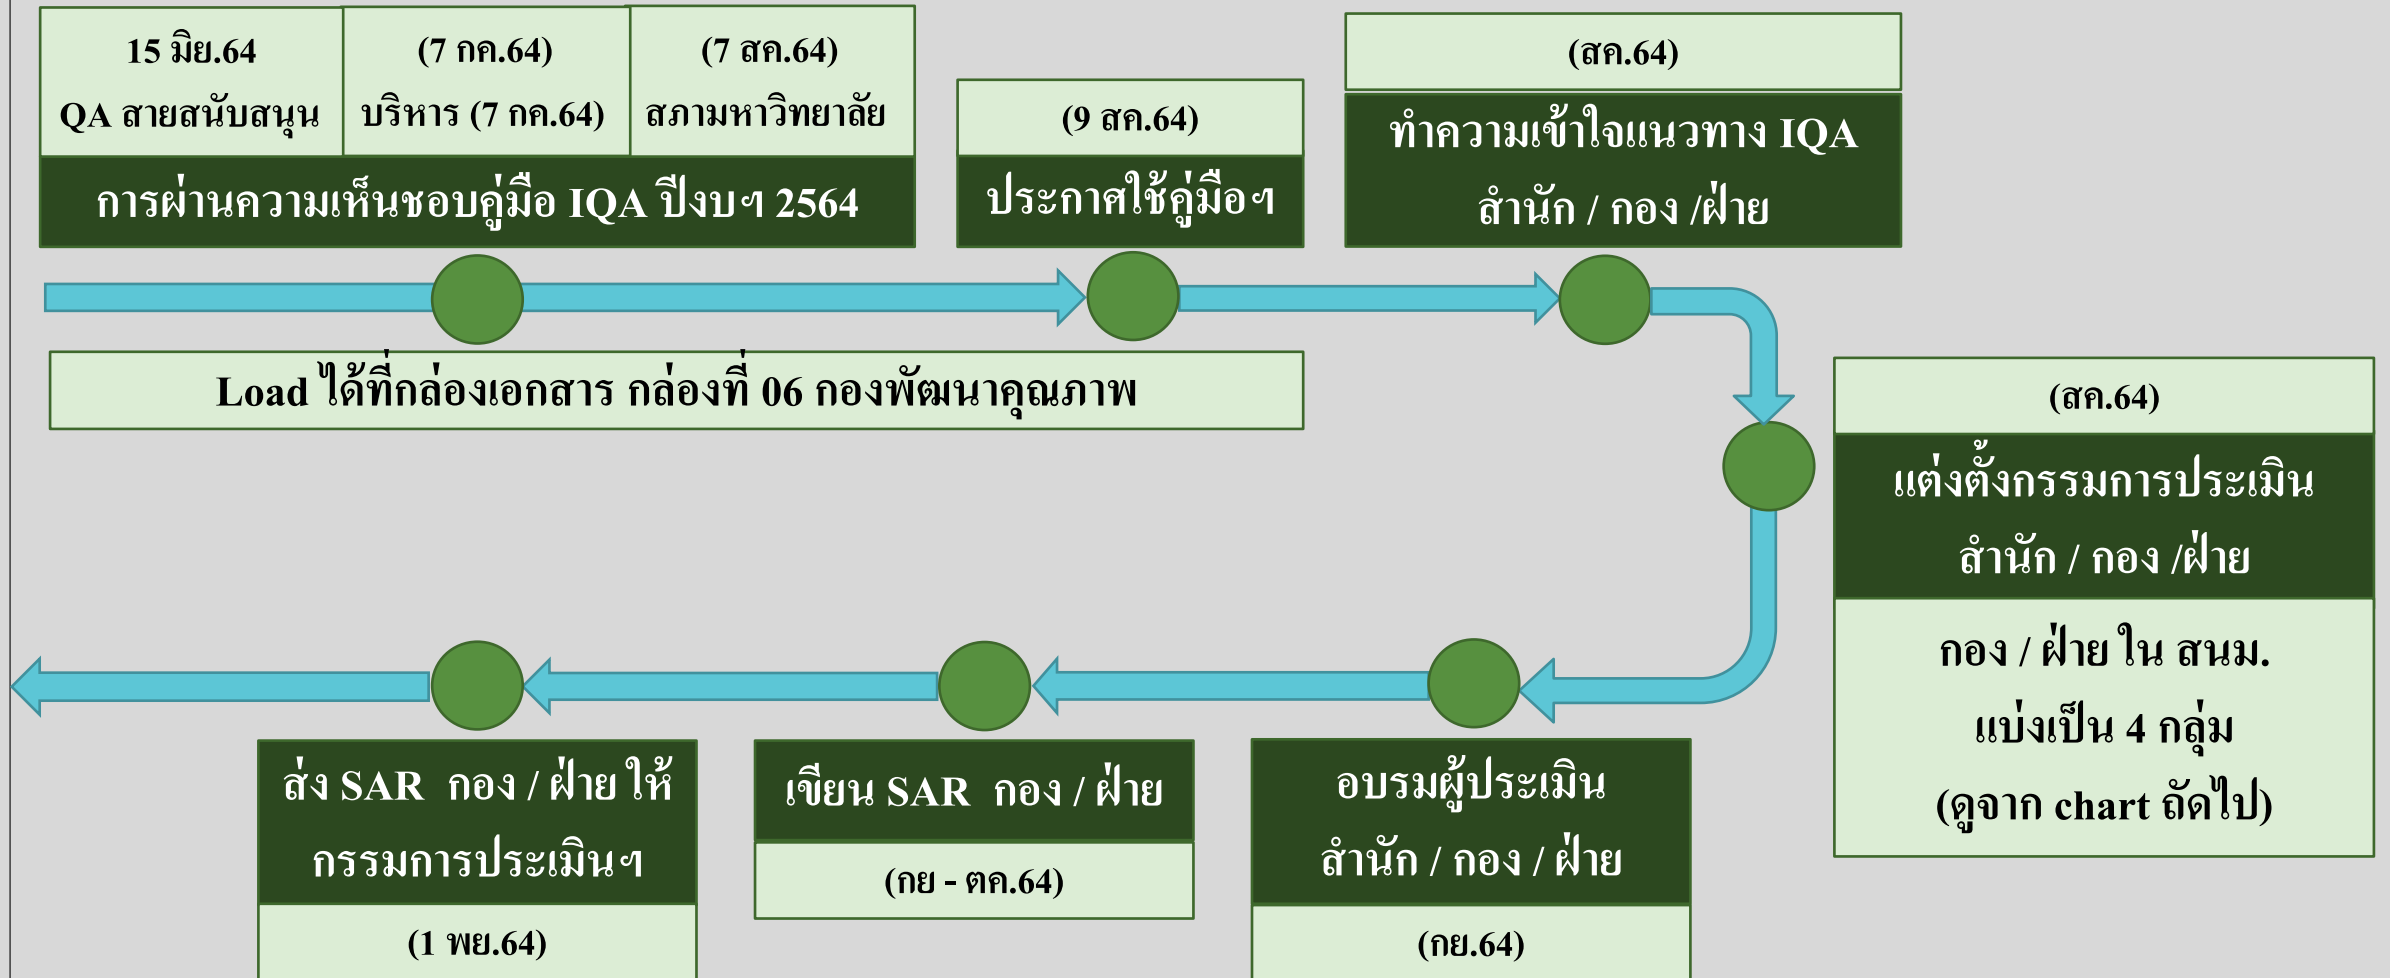 15 มิย.64
QA สายสนับสนุน
(7 กค.64)
บริหาร (7 กค.64)
(7 สค.64)
สภามหาวิทยาลัย
การผ่านความเห็นชอบคู่มือ IQA ปีงบฯ 2564
(9 สค.64)
ประกาศใช้คู่มือฯ
(สค.64)
ทำความเข้าใจแนวทาง IQA
สำนัก / กอง /ฝ่าย
Load ได้ที่กล่องเอกสาร กล่องที่ 06 กองพัฒนาคุณภาพ
(สค.64)
แต่งตั้งกรรมการประเมิน
สำนัก / กอง /ฝ่าย
กอง / ฝ่าย ใน สนม.
แบ่งเป็น 4 กลุ่ม
(ดูจาก chart ถัดไป)
อบรมผู้ประเมิน
สำนัก / กอง / ฝ่าย
(กย.64)
เขียน SAR กอง / ฝ่าย
(กย - ตค.64)
ส่ง SAR กอง / ฝ่าย ให้
กรรมการประเมินฯ
(1 พย.64)